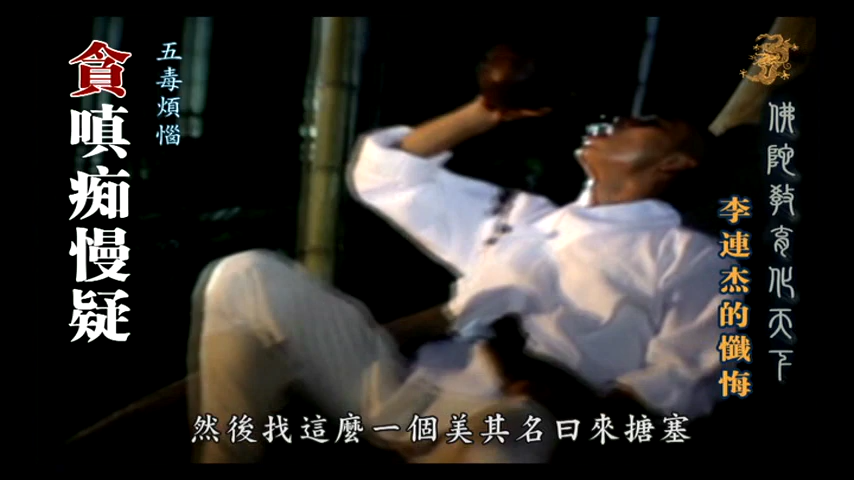 五毒煩惱
貪嗔痴慢疑
佛陀教育化天下
李連杰的懺悔
然後找這麼一個美其名曰來搪塞